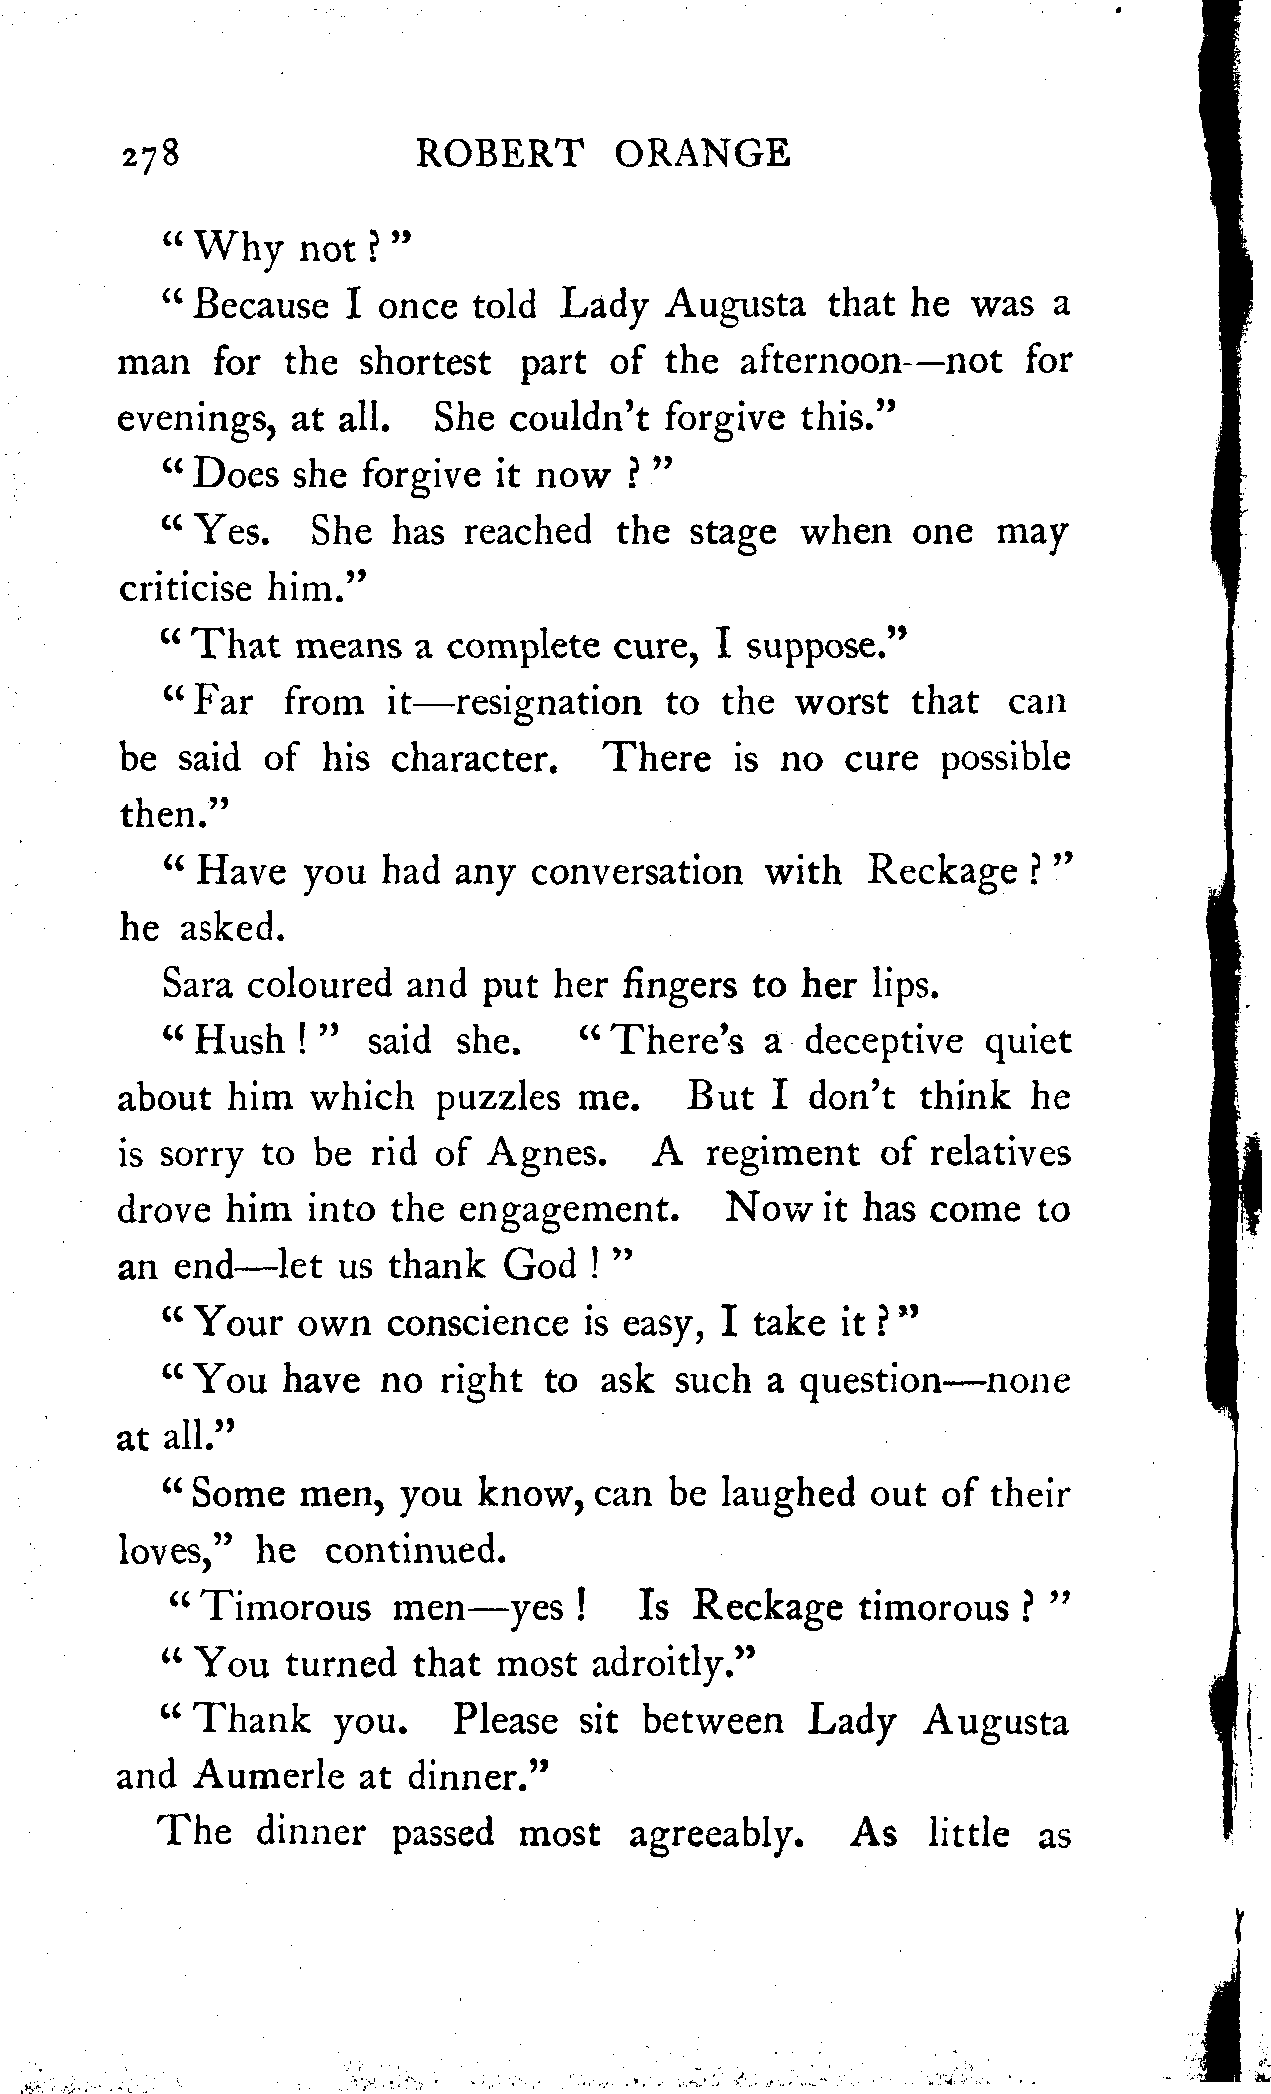 278 ROBERT ORANGE
“ Why not ? ”
“ Because I once told Lady Augusta that he was a
man for the shortest part of the afternoon—not for
evenings, at all. She couldn’t forgive this.”
“ Does she forgive it now ? ”
“ Yes. She has reached the stage when one may
criticise him.”
“ That means a complete cure, I suppose.”
“ Far from it—resignation to the worst that can
be said of his character. There is no cure possible
then.”
“ Have you had any conversation with Reckage ? ”
he asked.
Sara coloured and put her fingers to her lips.
“ Hush ! ” said she. “ There’s a deceptive quiet
about him which puzzles me. But I don’t think he
is sorry to be rid of Agnes. A regiment of relatives
drove him into the engagement. Now it has come to
an end—let us thank God ! ”
“ Your own conscience is easy, I take it ? ”
“ You have no right to ask such a question—none
at all.”
“ Some men, you know, can be laughed out of their
loves,” he continued.
“ Timorous men—yes ! Is Reckage timorous ? ”
“ You turned that most adroitly.”
“ Thank you. Please sit between Lady Augusta
and Aumerle at dinner.”
The dinner passed most agreeably. As little as